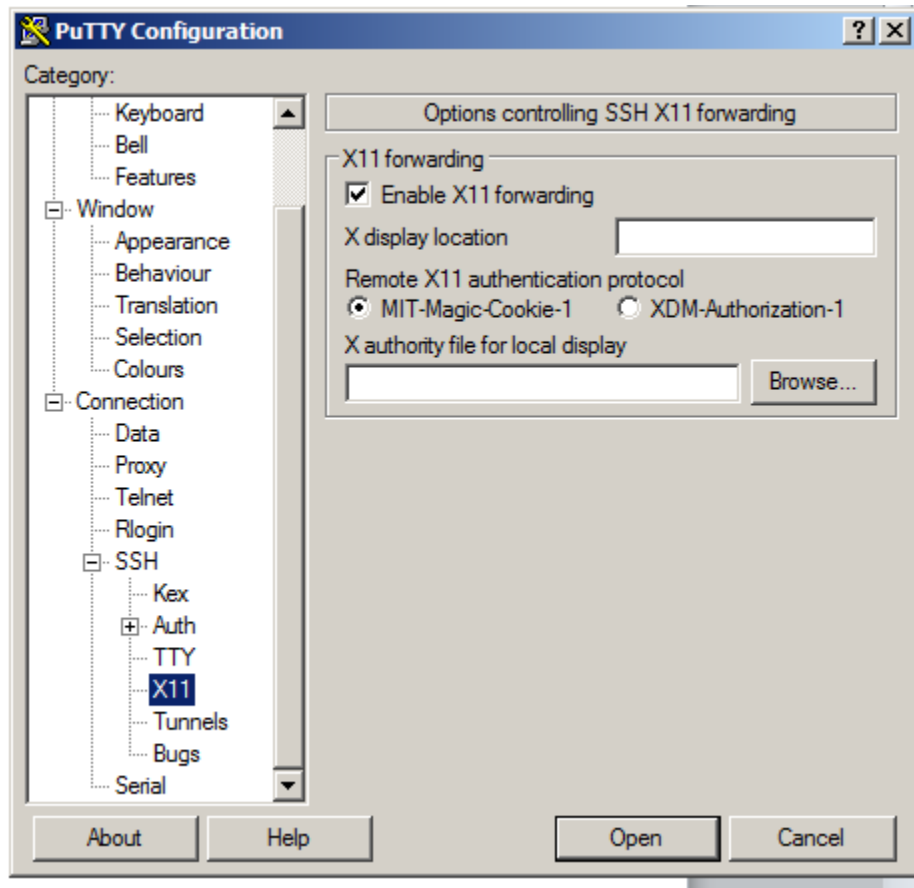 PuTTY Configuration
Category:
Keyboard
Bell
Features
Window
Appearance
Behaviour
Translation
Selection
Colours
Connection
Data
Proxy
Telnet
Rlogin
SSH
Kex
Auth
TTY
X11
Tunnels
Bugs
Serial
Options controlling SSH X11 forwarding
X11 forwarding
Enable X11 forwarding
X display location
Remote X11 authentication protocol
MIT-Magic-Cookie-1 XDM-Authorization-1
X authority file for local display
Browse...
About Help Open Cancel